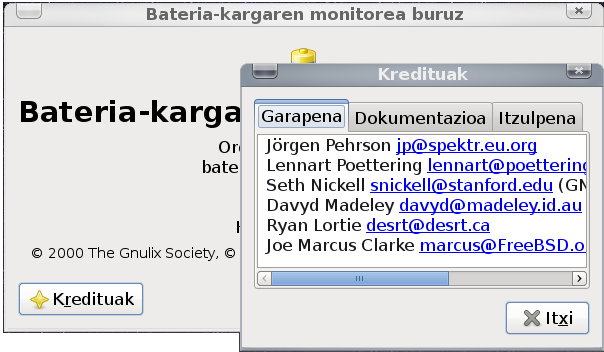 Bateria-kargaren monitorea buruz
Kredituak
Bateria-karga
Garapena
Dokumentazioa
Itzulpena
Jörgen Pehrson jp@spektr.eu.org
Lennart Poettering lennart@poettering
Seth Nickell snickell@stanford.edu (GN
Davyd Madeley davyd@madeley.id.au
Ryan Lortie desrt@desrt.ca
Joe Marcus Clarke marcus@FreeBSD.o
Or
bate
© 2000 The Gnulix Society, ©
Kredituak
Itxi